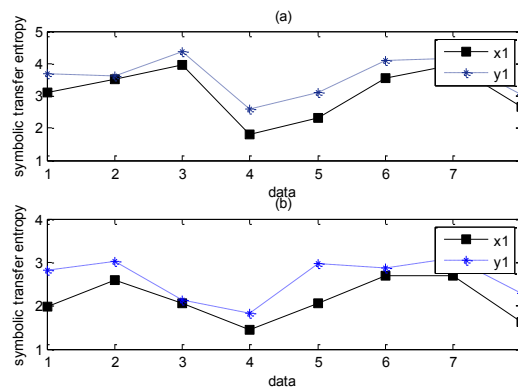 (a)
symbolic transfer entropy
5
4
3
2
1
x1
y1
1 2 3 4 5 6 7
data
(b)
symbolic transfer entropy
4
3
2
1
x1
y1
1 2 3 4 5 6 7
data